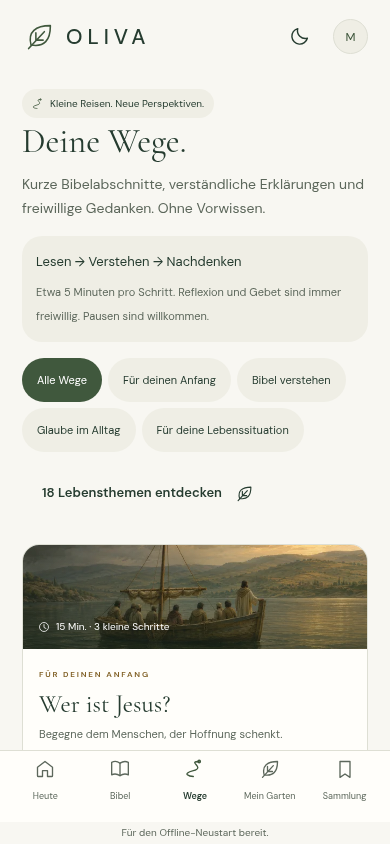 OLIVA
M
Kleine Reisen. Neue Perspektiven.
Deine Wege.
Kurze Bibelabschnitte, verständliche Erklärungen und
freiwillige Gedanken. Ohne Vorwissen.
Lesen → Verstehen → Nachdenken
Etwa 5 Minuten pro Schritt. Reflexion und Gebet sind immer
freiwillig. Pausen sind willkommen.
Alle Wege
Für deinen Anfang
Bibel verstehen
Glaube im Alltag
Für deine Lebenssituation
18 Lebensthemen entdecken
15 Min. · 3 kleine Schritte
FÜR DEINEN ANFANG
Wer ist Jesus?
Begegne dem Menschen, der Hoffnung schenkt.
Heute
Bibel
Wege
Mein Garten
Sammlung
Für den Offline-Neustart bereit.